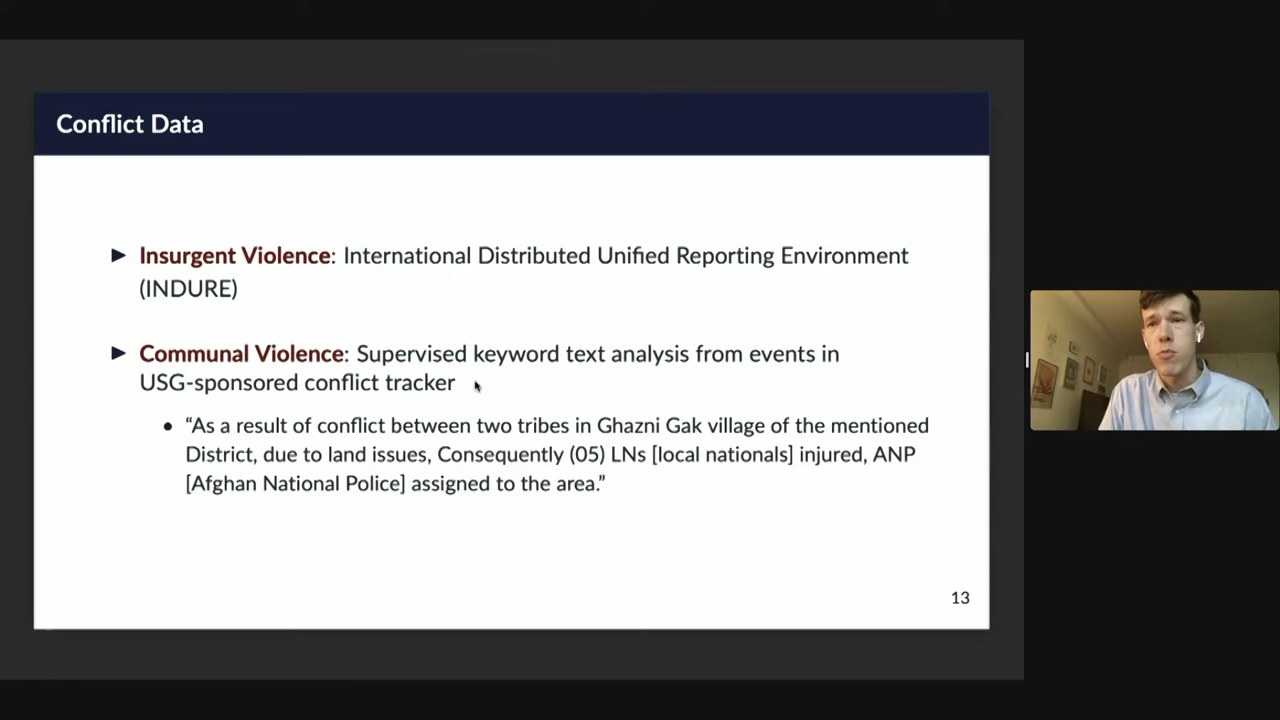 Conflict Data
► Insurgent Violence: International Distributed Unified Reporting Environment
(INDURE)
► Communal Violence: Supervised keyword text analysis from events in
USG-sponsored conflict tracker
• “As a result of conflict between two tribes in Ghazni Gak village of the mentioned
District, due to land issues, Consequently (05) LNs [local nationals] injured, ANP
[Afghan National Police] assigned to the area.”
13